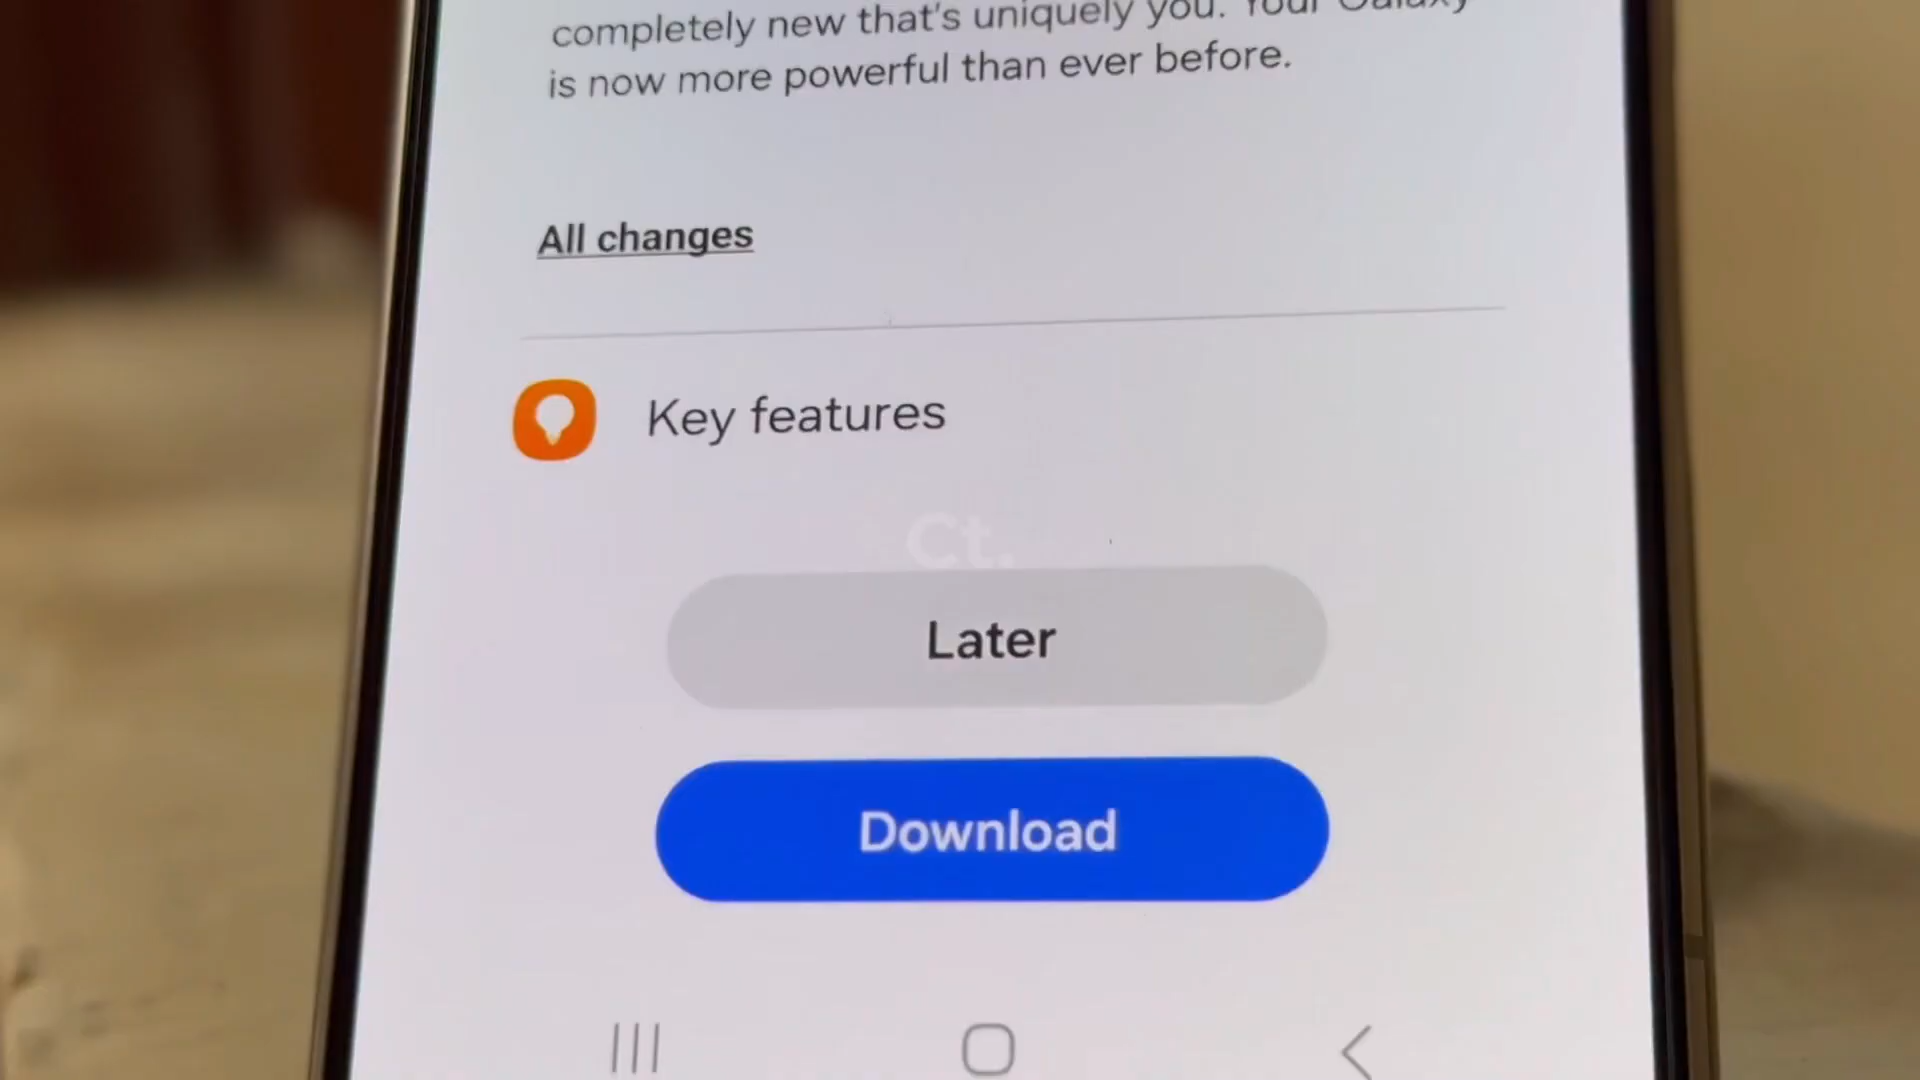 completely new that's uniquely you. Your Galaxy
is now more powerful than ever before.
All changes
Key features
Ct.
Later
Download